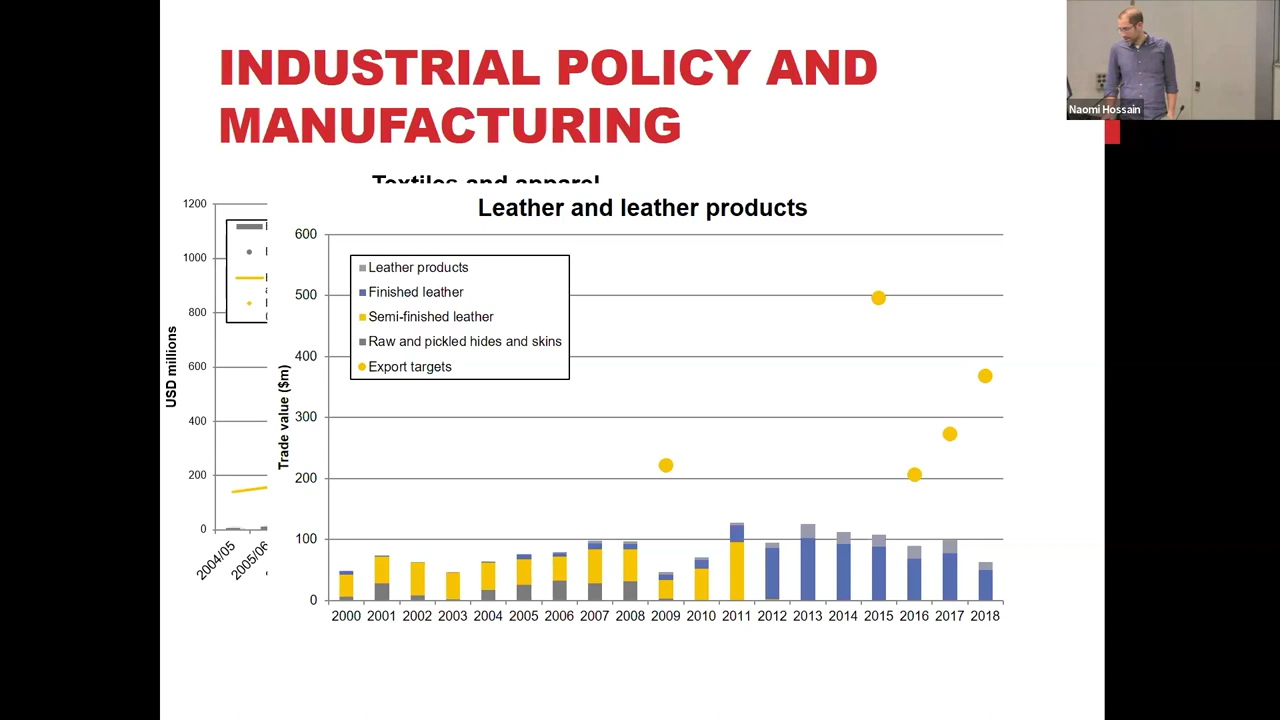 INDUSTRIAL POLICY AND
MANUFACTURING
Naomi Hossain
Textiles and apparel
Leather and leather products
USD millions
1200
1000
800
600
400
200
0
2004/05
2005/06
Trade value ($m)
600
500
400
300
200
100
0
Leather products
Finished leather
Semi-finished leather
Raw and pickled hides and skins
Export targets
2000 2001 2002 2003 2004 2005 2006 2007 2008 2009 2010 2011 2012 2013 2014 2015 2016 2017 2018